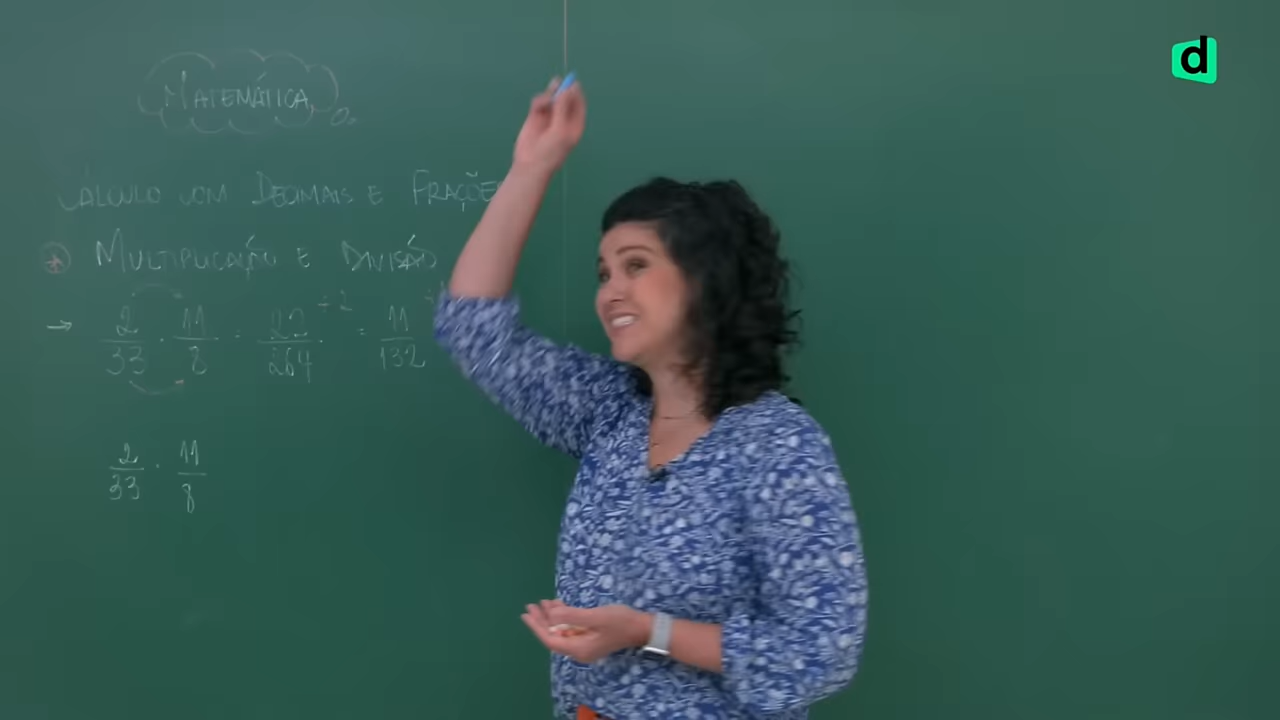 d
MATEMÁTICA
CÁLCULO COM DECIMAIS E FRAÇÕES
* MULTIPLICAÇÃO E DIVISÃO
→ 2/33 · 11/8 = 22/264 ÷2 = 11/132
2/33 · 11/8